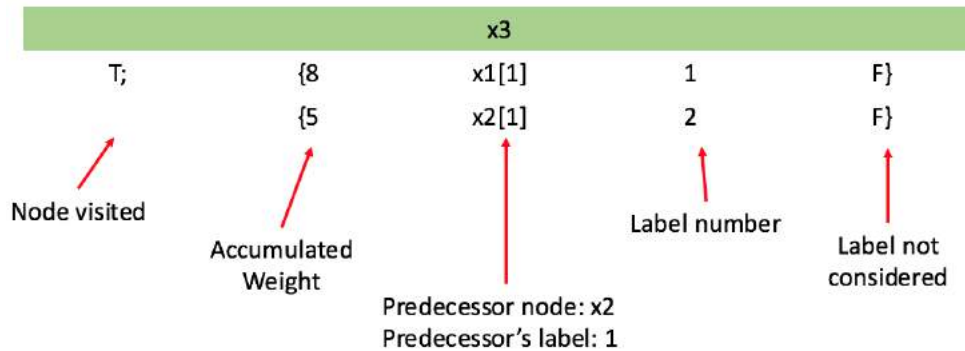 x3
T; {8 x1[1] 1 F}
{5 x2[1] 2 F}
Node visited
Accumulated
Weight
Predecessor node: x2
Predecessor's label: 1
Label number
Label not
considered